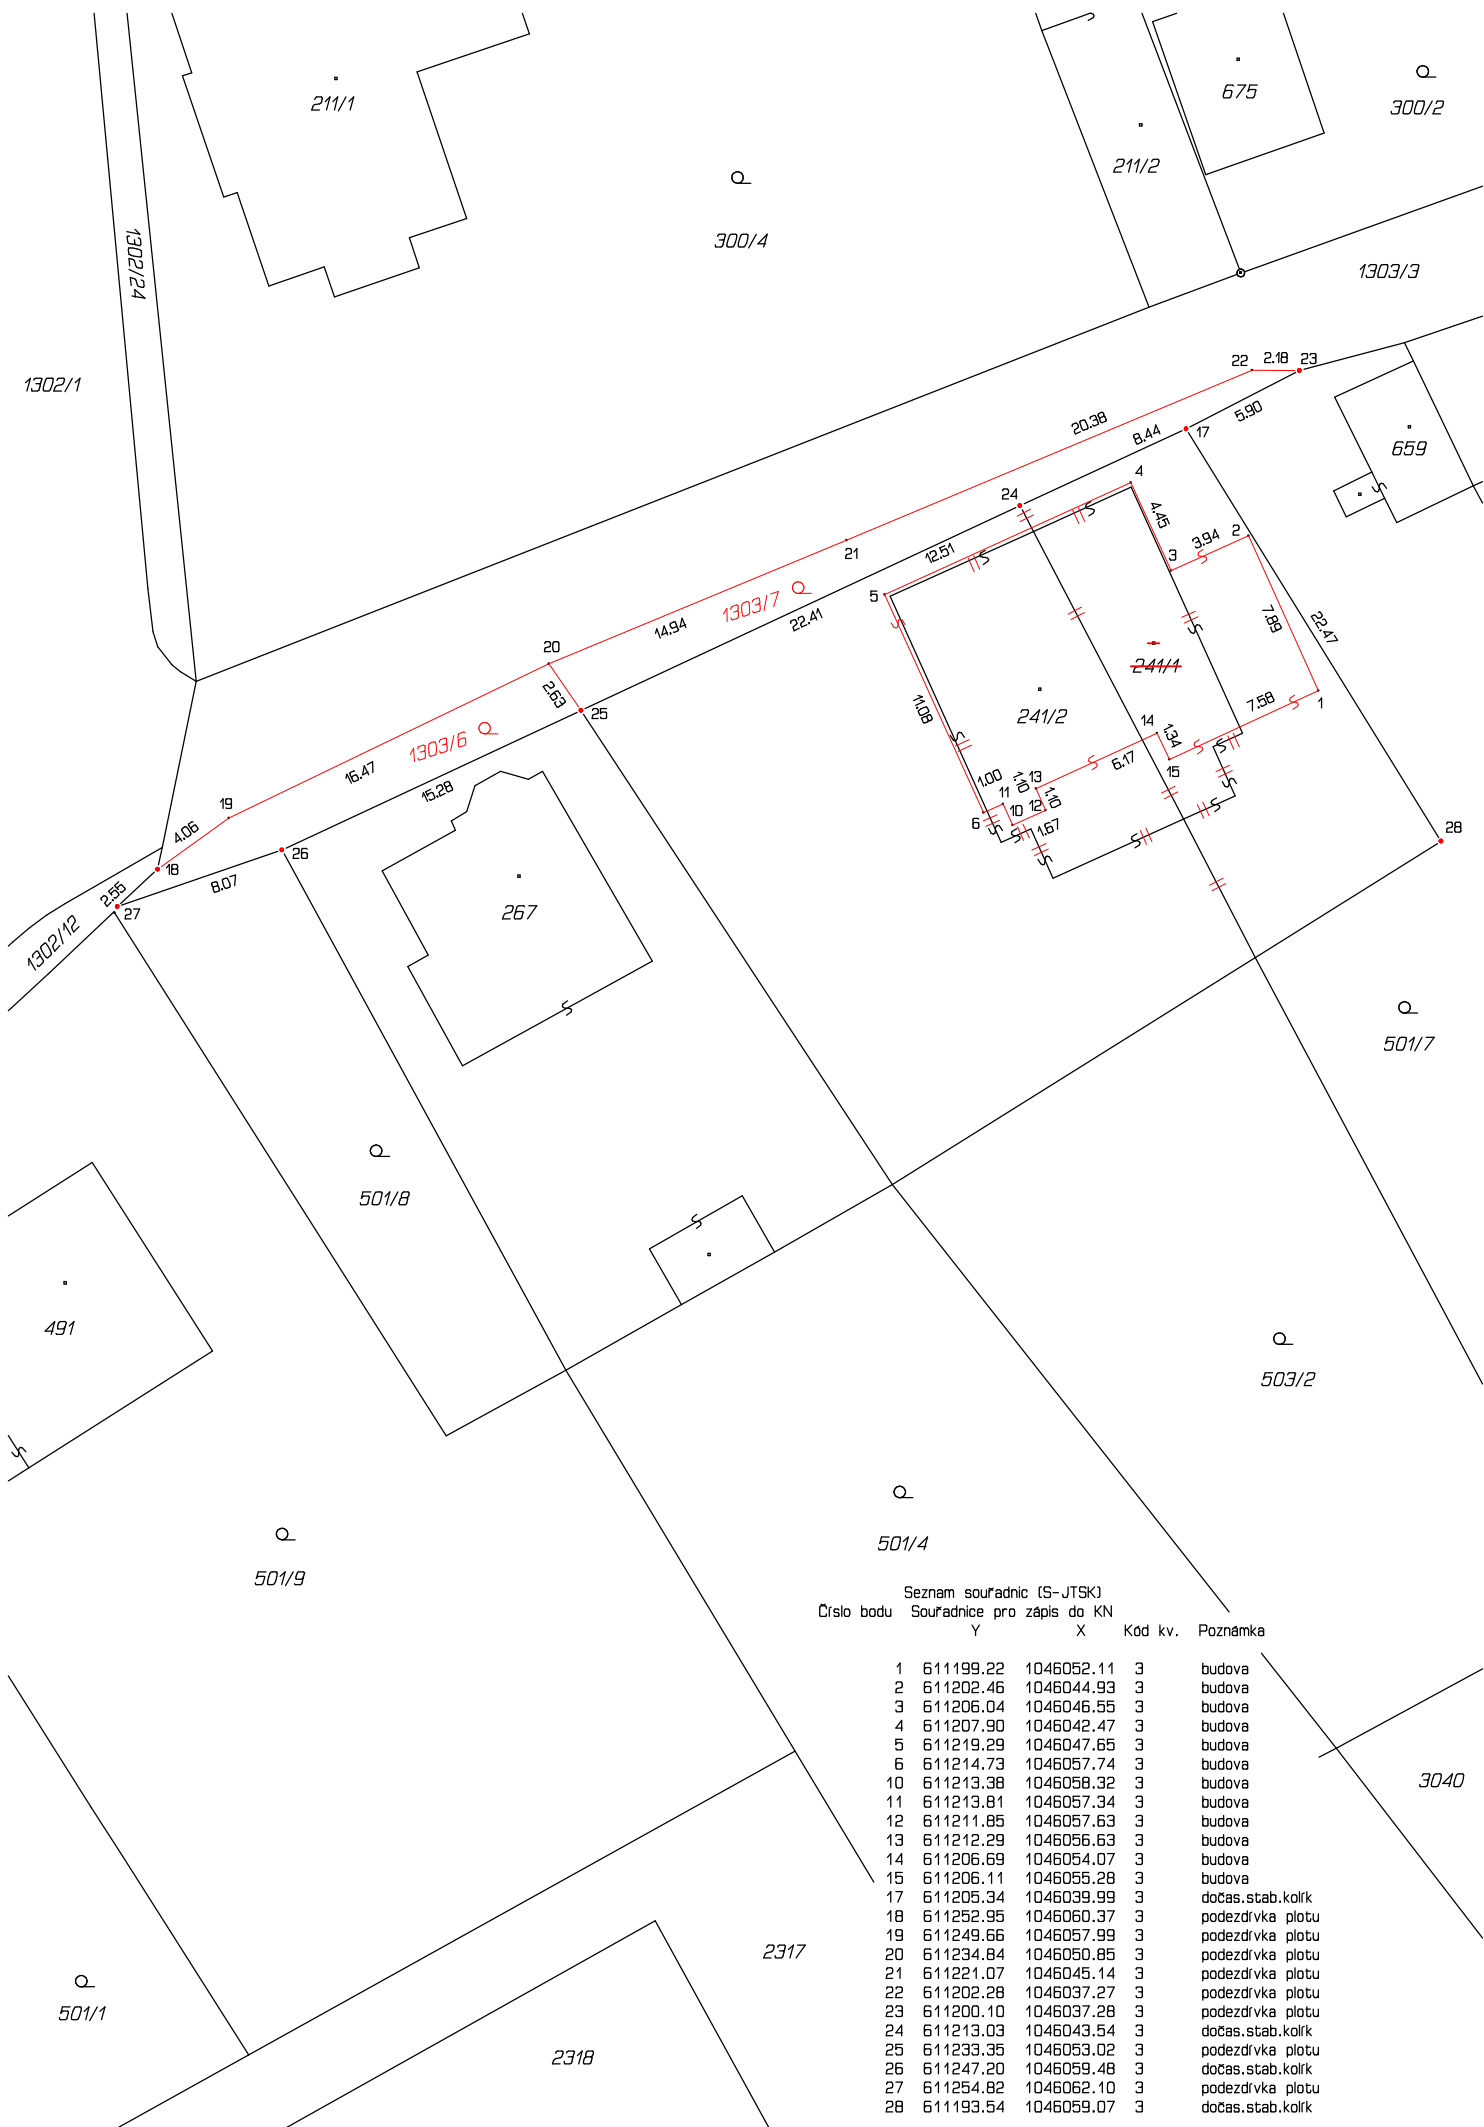 211/1
675
300/2
211/2
300/4
1302/24
1303/3
1302/1
22 2.18 23
20.38
5.90
8.44 17
659
4
24
4.45
3.94 2
3
12.51
21
5
1303/7
22.41
14.94
7.89
22.47
20
2.63
241/1
25
11.08
241/2
7.58
1
14
1.34
1303/6
16.47
6.17
15
15.28
1.00
1.10
13
11
10
12
1.10
6
1.67
19
4.06
28
26
18
8.07
2.55
27
1302/12
267
501/7
501/8
491
503/2
501/4
501/9
Seznam souřadnic (S-JTSK)
Číslo bodu Souřadnice pro zápis do KN
Y X Kód kv. Poznámka
1 611199.22 1046052.11 3 budova
2 611202.46 1046044.93 3 budova
3 611206.04 1046046.55 3 budova
4 611207.90 1046042.47 3 budova
5 611219.29 1046047.65 3 budova
6 611214.73 1046057.74 3 budova
10 611213.38 1046058.32 3 budova
11 611213.81 1046057.34 3 budova
12 611211.85 1046057.63 3 budova
13 611212.29 1046056.63 3 budova
14 611206.69 1046054.07 3 budova
15 611206.11 1046055.28 3 budova
17 611205.34 1046039.99 3 dočas.stab.kolík
18 611252.95 1046060.37 3 podezdívka plotu
19 611249.66 1046057.99 3 podezdívka plotu
20 611234.84 1046050.85 3 podezdívka plotu
21 611221.07 1046045.14 3 podezdívka plotu
22 611202.28 1046037.27 3 podezdívka plotu
23 611200.10 1046037.28 3 podezdívka plotu
24 611213.03 1046043.54 3 dočas.stab.kolík
25 611233.35 1046053.02 3 podezdívka plotu
26 611247.20 1046059.48 3 dočas.stab.kolík
27 611254.82 1046062.10 3 podezdívka plotu
28 611193.54 1046059.07 3 dočas.stab.kolík
3040
2317
501/1
2318